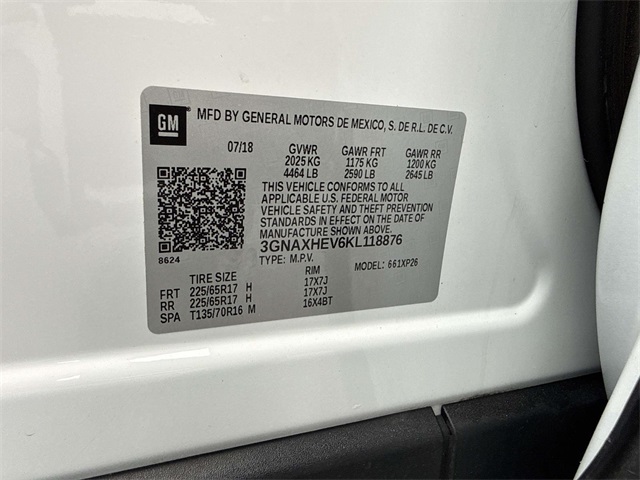 GM
MFD BY GENERAL MOTORS DE MEXICO, S. DE R.L. DE C.V.
07/18 GVWR GAWR FRT GAWR RR
2025 KG 1175 KG 1200 KG
4464 LB 2590 LB 2645 LB
THIS VEHICLE CONFORMS TO ALL
APPLICABLE U.S. FEDERAL MOTOR
VEHICLE SAFETY AND THEFT PREVENTION
STANDARDS IN EFFECT ON THE DATE OF
MANUFACTURE SHOWN ABOVE.
3GNAXHEV6KL118876
8624
TYPE: M.P.V. MODEL: 661XP26
TIRE SIZE RIM
FRT 225/65R17 H 17X7J
RR 225/65R17 H 17X7J
SPA T135/70R16 M 16X4BT